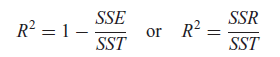 R² = 1 − SSE/SST or R² = SSR/SST